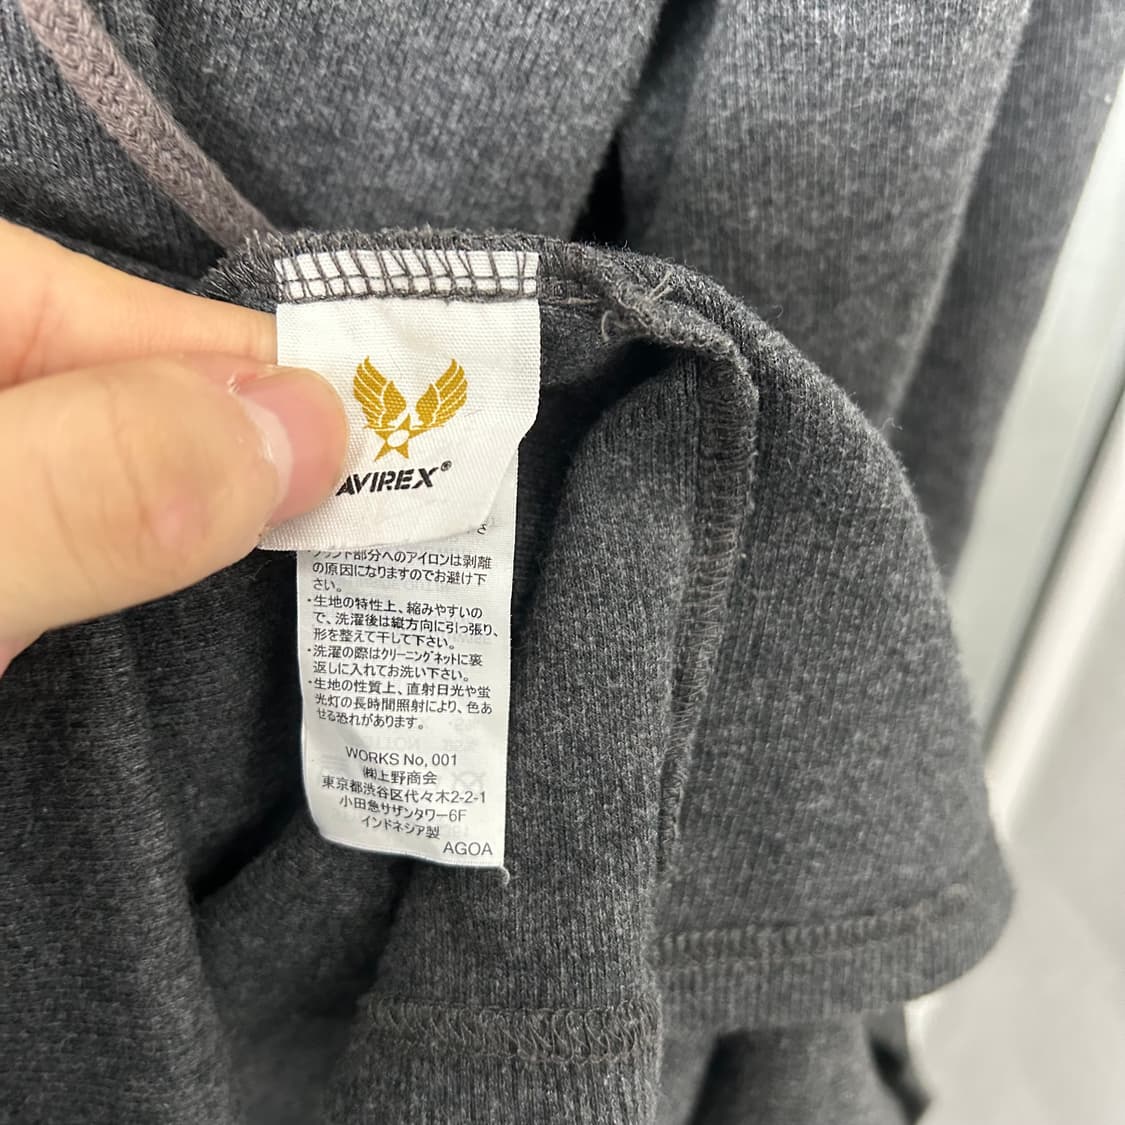 AVIREX®
さ
・プリント部分へのアイロンは剥離
の原因になりますのでお避け下
さい。
・生地の特性上、縮みやすいの
で、洗濯後は縦方向に引っ張り、
形を整えて干して下さい。
・洗濯の際はクリーニングネットに裏
返しに入れてお洗い下さい。
・生地の性質上、直射日光や蛍
光灯の長時間照射により、色あ
せる恐れがあります。
WORKS No, 001
㈱上野商会
東京都渋谷区代々木2-2-1
小田急サザンタワー6F
インドネシア製
AGOA